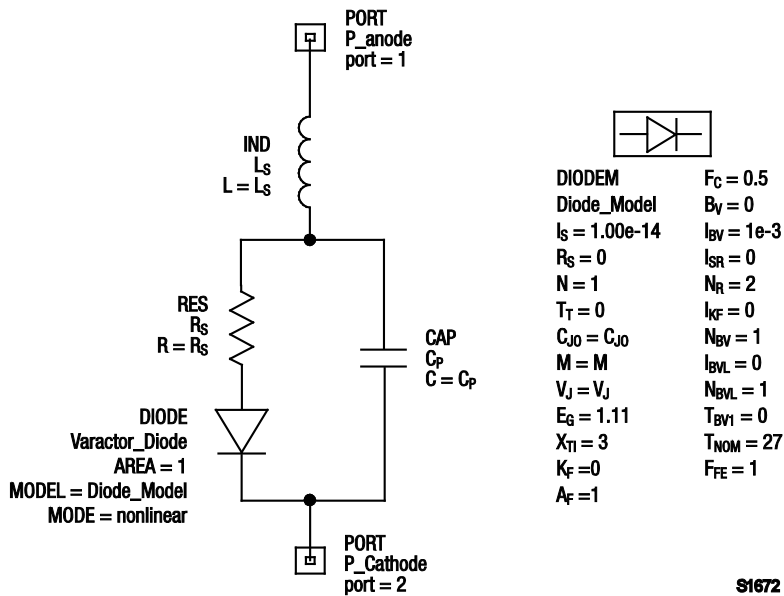 PORT
P_anode
port = 1
IND
LS
L = LS
RES
RS
R = RS
CAP
CP
C = CP
DIODE
Varactor_Diode
AREA = 1
MODEL = Diode_Model
MODE = nonlinear
PORT
P_Cathode
port = 2
DIODEM
Diode_Model
IS = 1.00e-14
RS = 0
N = 1
TT = 0
CJO = CJO
M = M
VJ = VJ
EG = 1.11
XTI = 3
KF =0
AF =1
FC = 0.5
BV = 0
IBV = 1e-3
ISR = 0
NR = 2
IKF = 0
NBV = 1
IBVL = 0
NBVL = 1
TBV1 = 0
TNOM = 27
FFE = 1
S1672